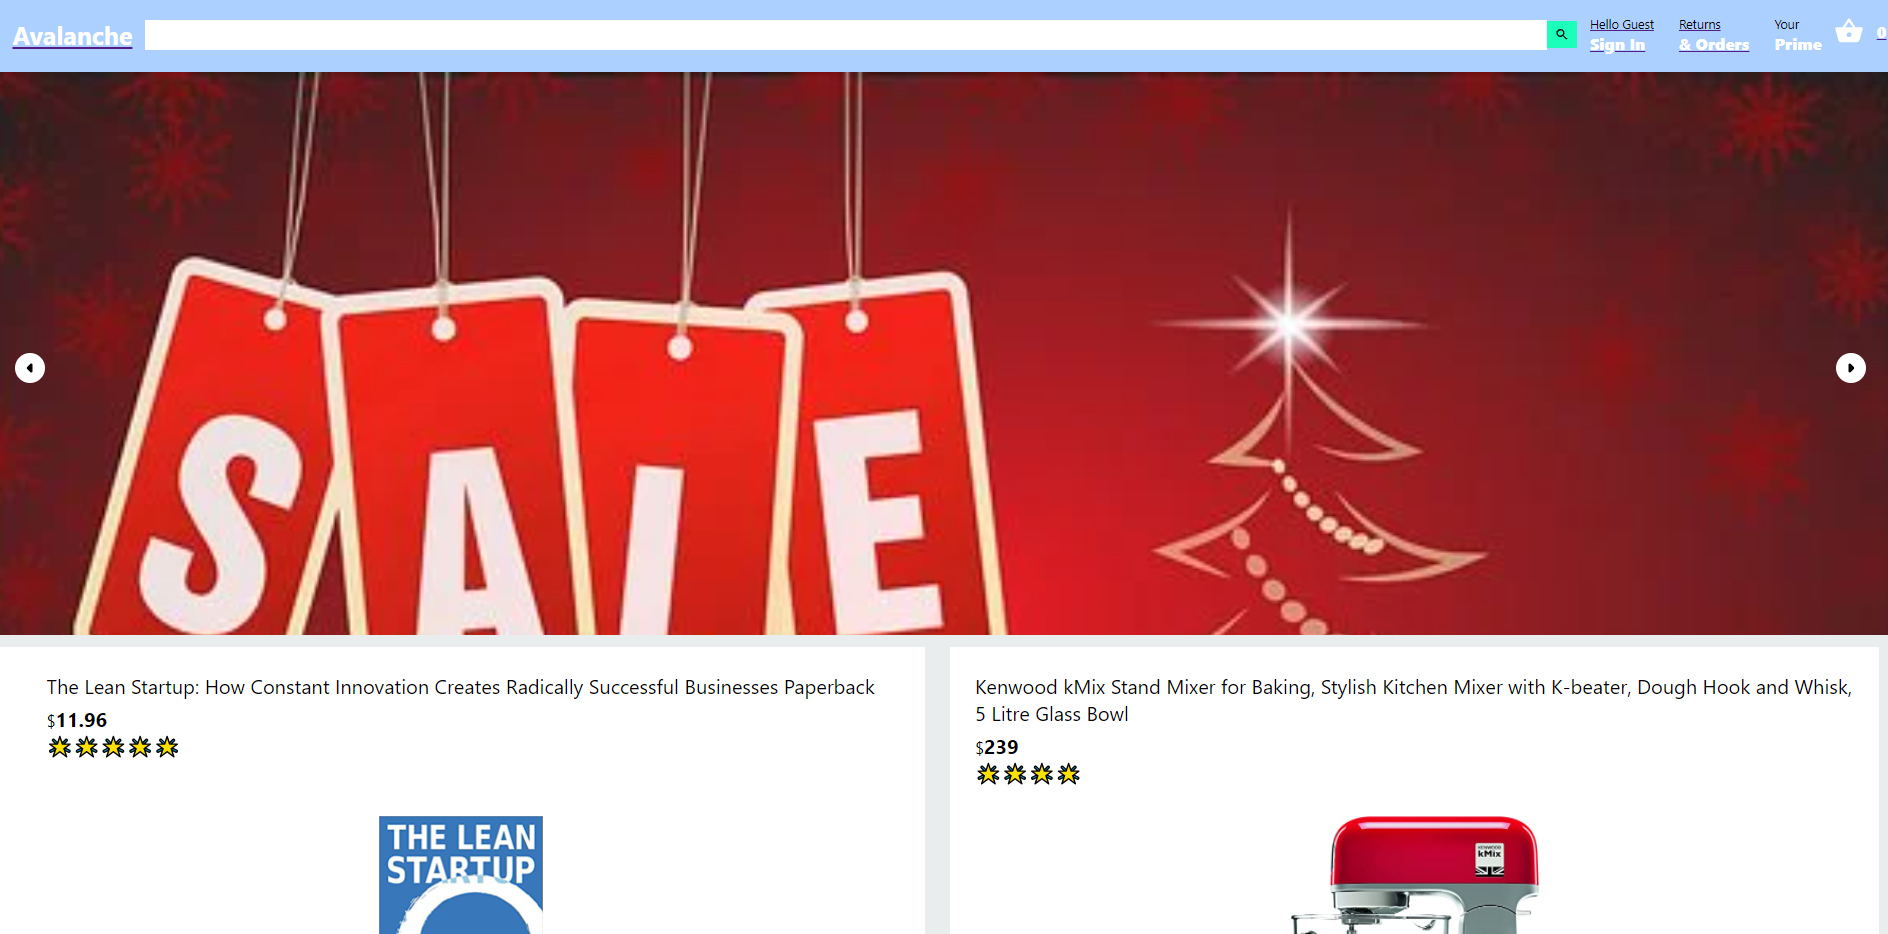 Avalanche
Hello Guest
Sign In
Returns
& Orders
Your
Prime
0
SALE
The Lean Startup: How Constant Innovation Creates Radically Successful Businesses Paperback
$11.96
THE LEAN
STARTUP
Kenwood kMix Stand Mixer for Baking, Stylish Kitchen Mixer with K-beater, Dough Hook and Whisk,
5 Litre Glass Bowl
$239
KENWOOD
kMix